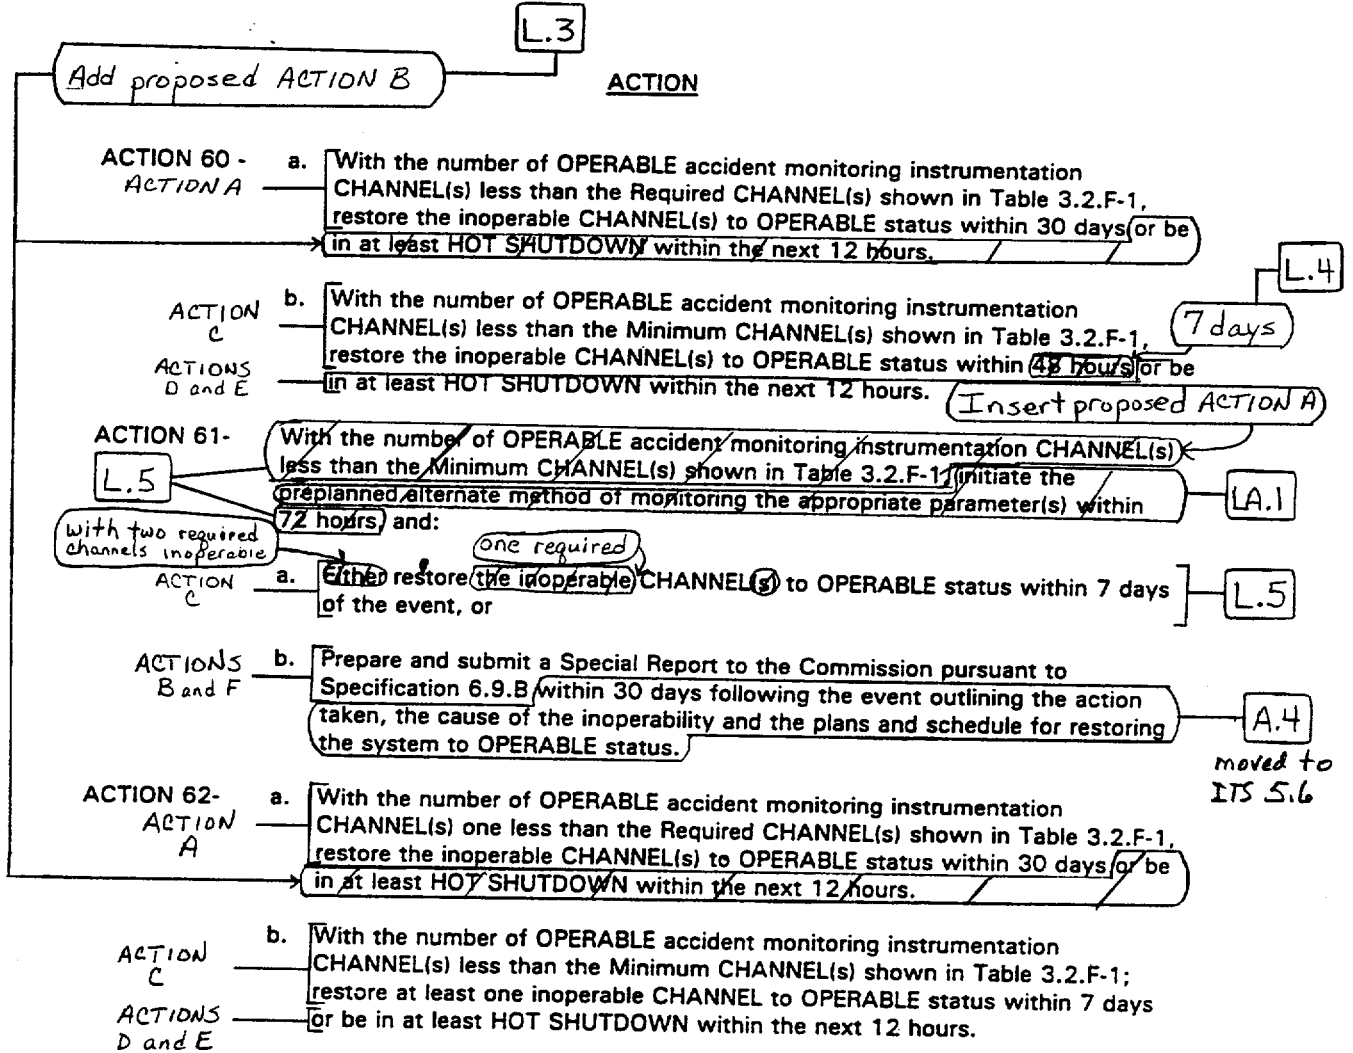 L.3
Add proposed ACTION B
ACTION
ACTION 60 - a. With the number of OPERABLE accident monitoring instrumentation
ACTION A CHANNEL(s) less than the Required CHANNEL(s) shown in Table 3.2.F-1,
restore the inoperable CHANNEL(s) to OPERABLE status within 30 days or be
in at least HOT SHUTDOWN within the next 12 hours.
L.4
b. With the number of OPERABLE accident monitoring instrumentation
ACTION C CHANNEL(s) less than the Minimum CHANNEL(s) shown in Table 3.2.F-1,
7 days
restore the inoperable CHANNEL(s) to OPERABLE status within 48 hours or be
ACTIONS D and E in at least HOT SHUTDOWN within the next 12 hours.
Insert proposed ACTION A
ACTION 61- With the number of OPERABLE accident monitoring instrumentation CHANNEL(s)
L.5 less than the Minimum CHANNEL(s) shown in Table 3.2.F-1, initiate the
preplanned alternate method of monitoring the appropriate parameter(s) within
LA.1
72 hours, and:
with two required
channels inoperable
one required
ACTION C a. Either restore the inoperable CHANNEL(s) to OPERABLE status within 7 days
of the event, or
L.5
ACTIONS B and F b. Prepare and submit a Special Report to the Commission pursuant to
Specification 6.9.B within 30 days following the event outlining the action
taken, the cause of the inoperability and the plans and schedule for restoring
the system to OPERABLE status.
A.4
moved to
ITS 5.6
ACTION 62- a. With the number of OPERABLE accident monitoring instrumentation
ACTION A CHANNEL(s) one less than the Required CHANNEL(s) shown in Table 3.2.F-1,
restore the inoperable CHANNEL(s) to OPERABLE status within 30 days or be
in at least HOT SHUTDOWN within the next 12 hours.
b. With the number of OPERABLE accident monitoring instrumentation
ACTION C CHANNEL(s) less than the Minimum CHANNEL(s) shown in Table 3.2.F-1;
restore at least one inoperable CHANNEL to OPERABLE status within 7 days
ACTIONS D and E or be in at least HOT SHUTDOWN within the next 12 hours.